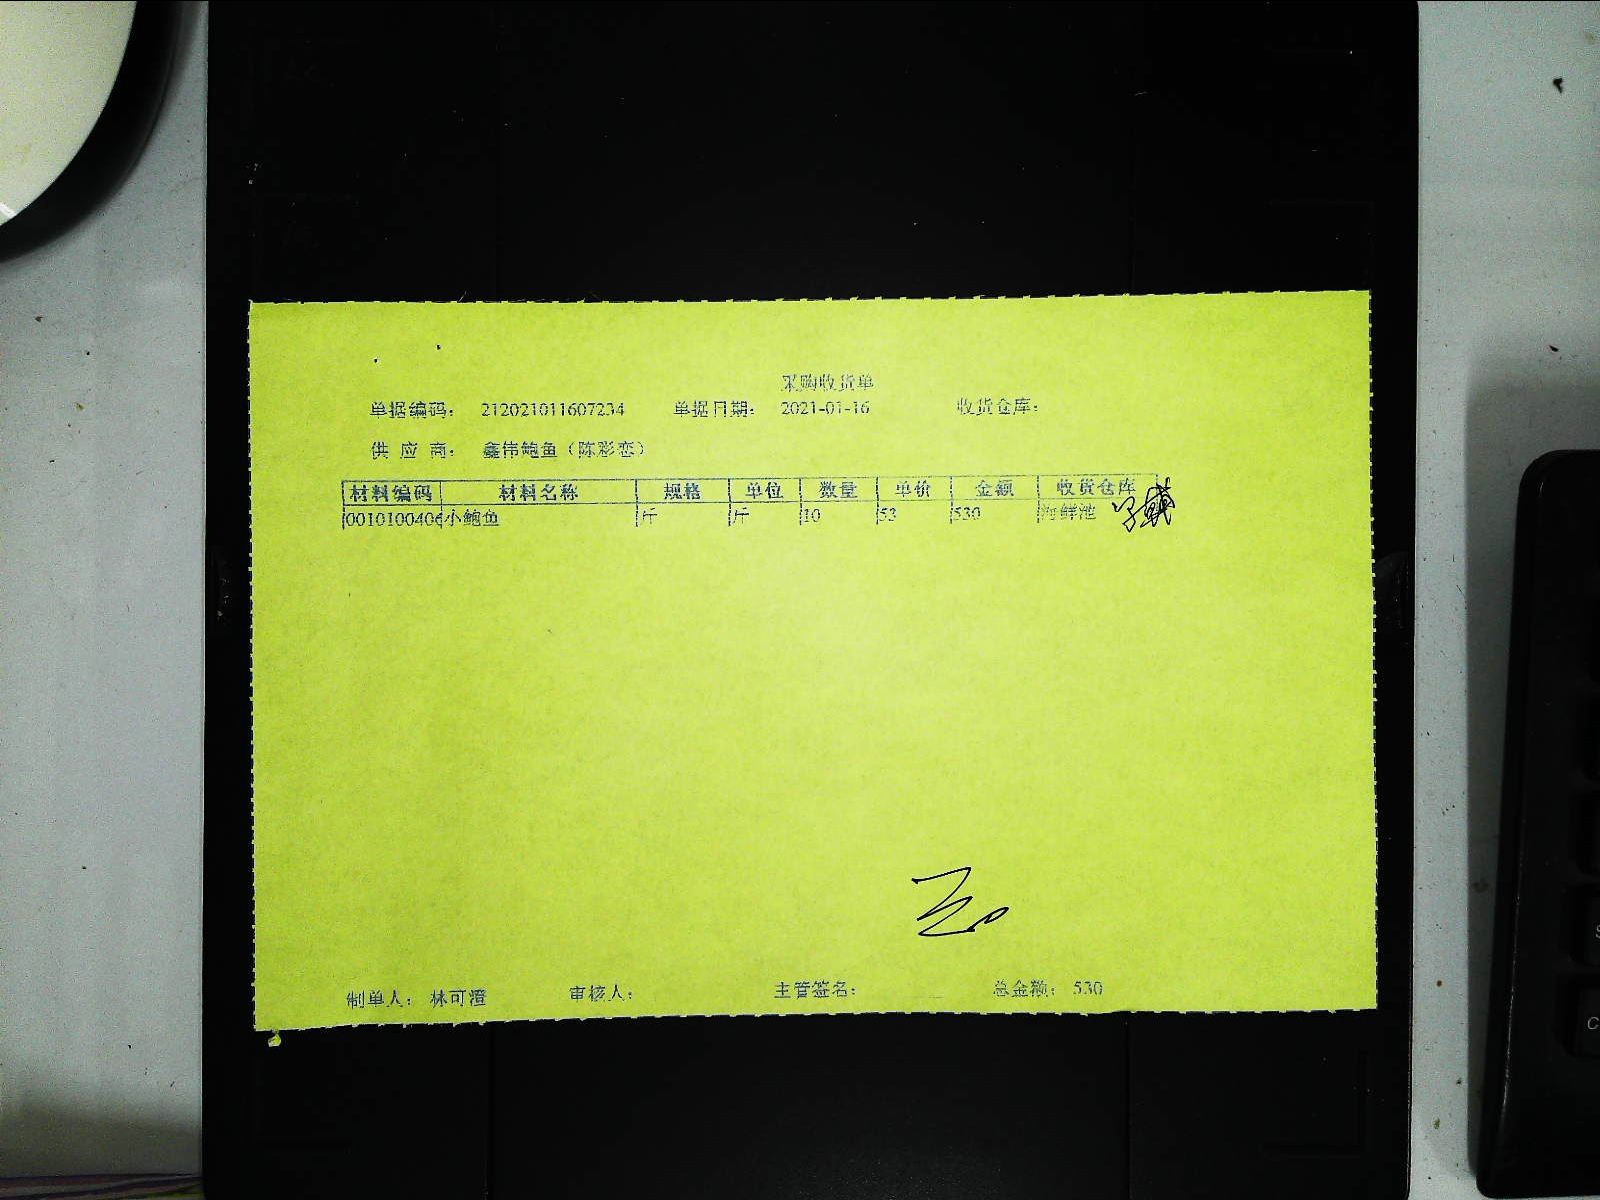 采购收货单
单据编码： 212021011607234 单据日期： 2021-01-16 收货仓库：
供 应 商： 鑫伟鲍鱼（陈彩恋）
材料编码 材料名称 规格 单位 数量 单价 金额 收货仓库
0010100406 小鲍鱼 斤 斤 10 53 530 海鲜池
制单人： 林可澄 审核人： 主管签名： 总金额： 530